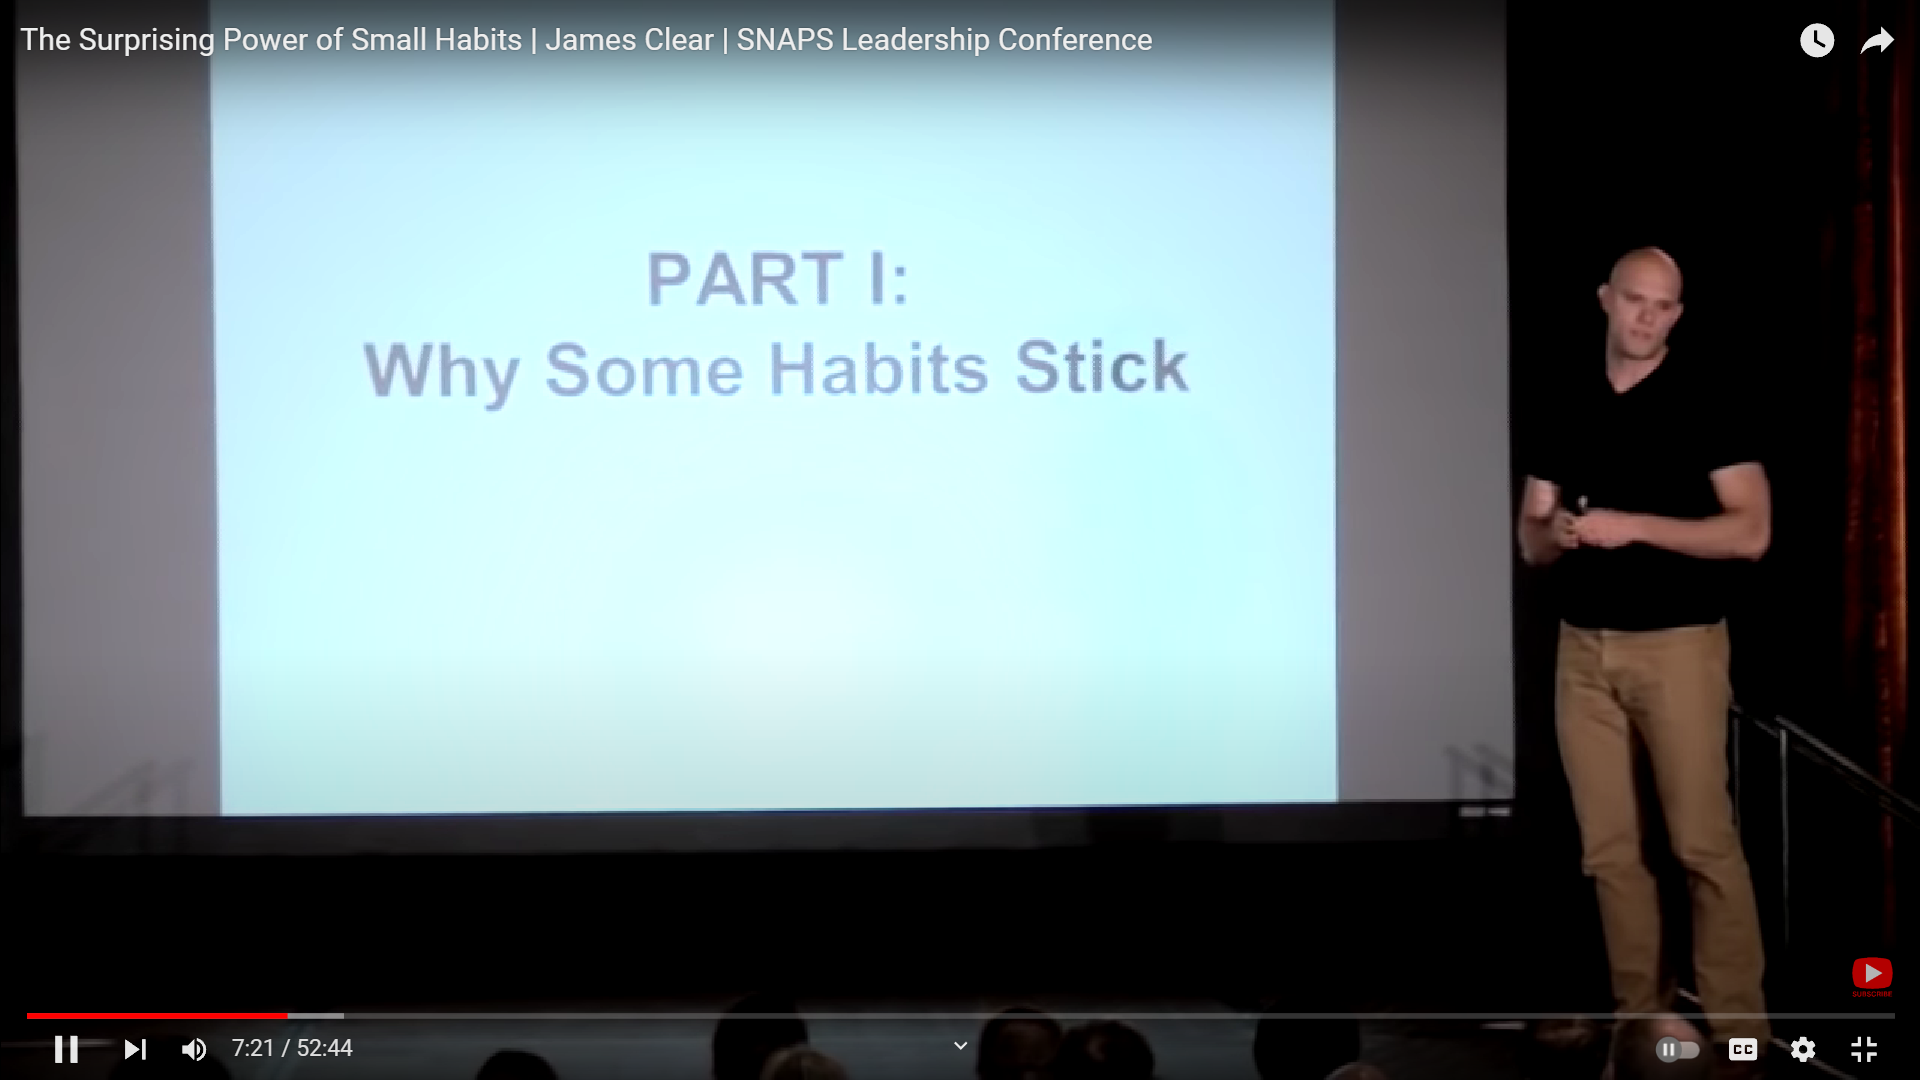 The Surprising Power of Small Habits | James Clear | SNAPS Leadership Conference
PART I:
Why Some Habits Stick
SUBSCRIBE
7:21 / 52:44
CC